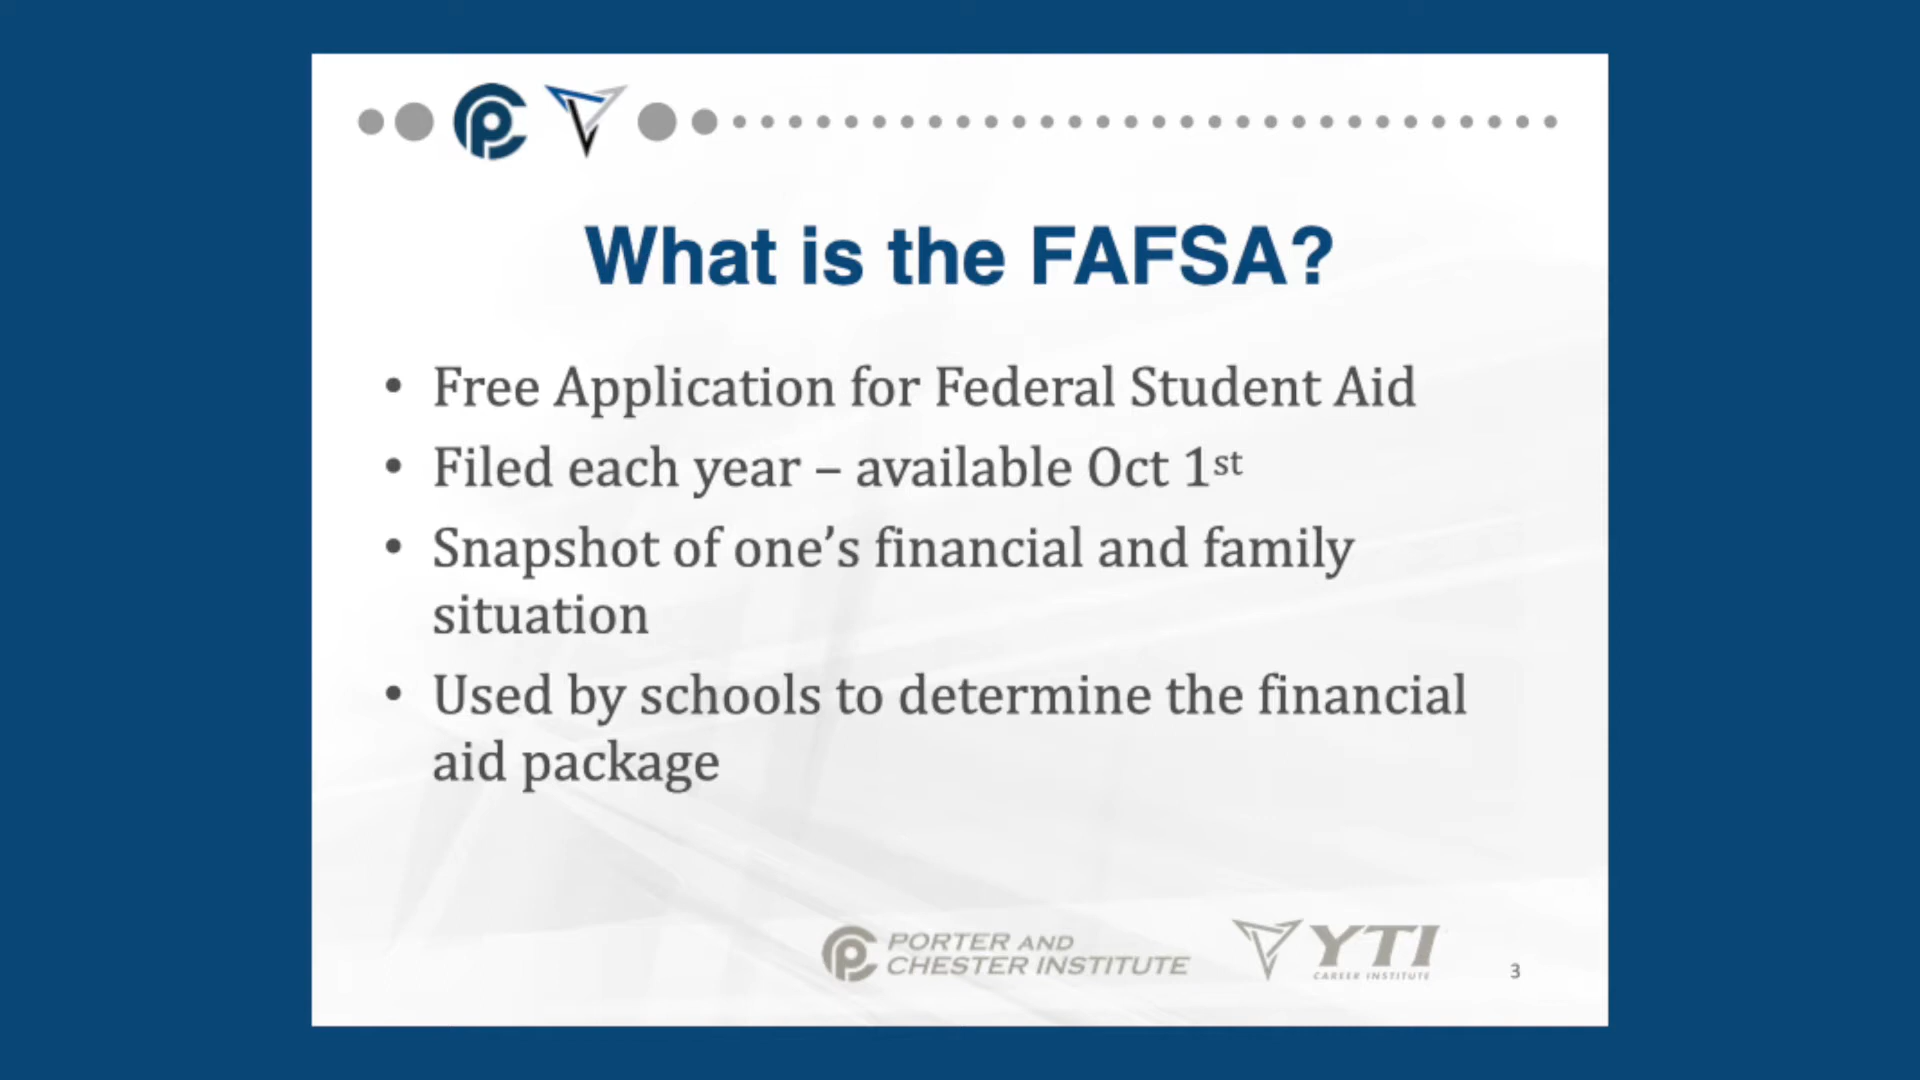 What is the FAFSA?
• Free Application for Federal Student Aid
• Filed each year – available Oct 1st
• Snapshot of one’s financial and family
situation
• Used by schools to determine the financial
aid package
PORTER AND
CHESTER INSTITUTE
YTI
CAREER INSTITUTE
3